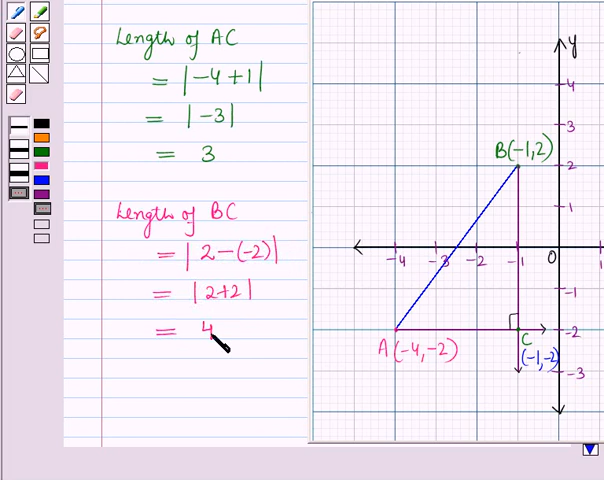 Length of AC
= |-4+1|
= |-3|
= 3
Length of BC
= |2-(-2)|
= |2+2|
= 4
y
4
3
B(-1,2)
2
1
-4 -3 -2 -1 0 1
-1
-2
A(-4,-2)
C
(-1,-2)
-3